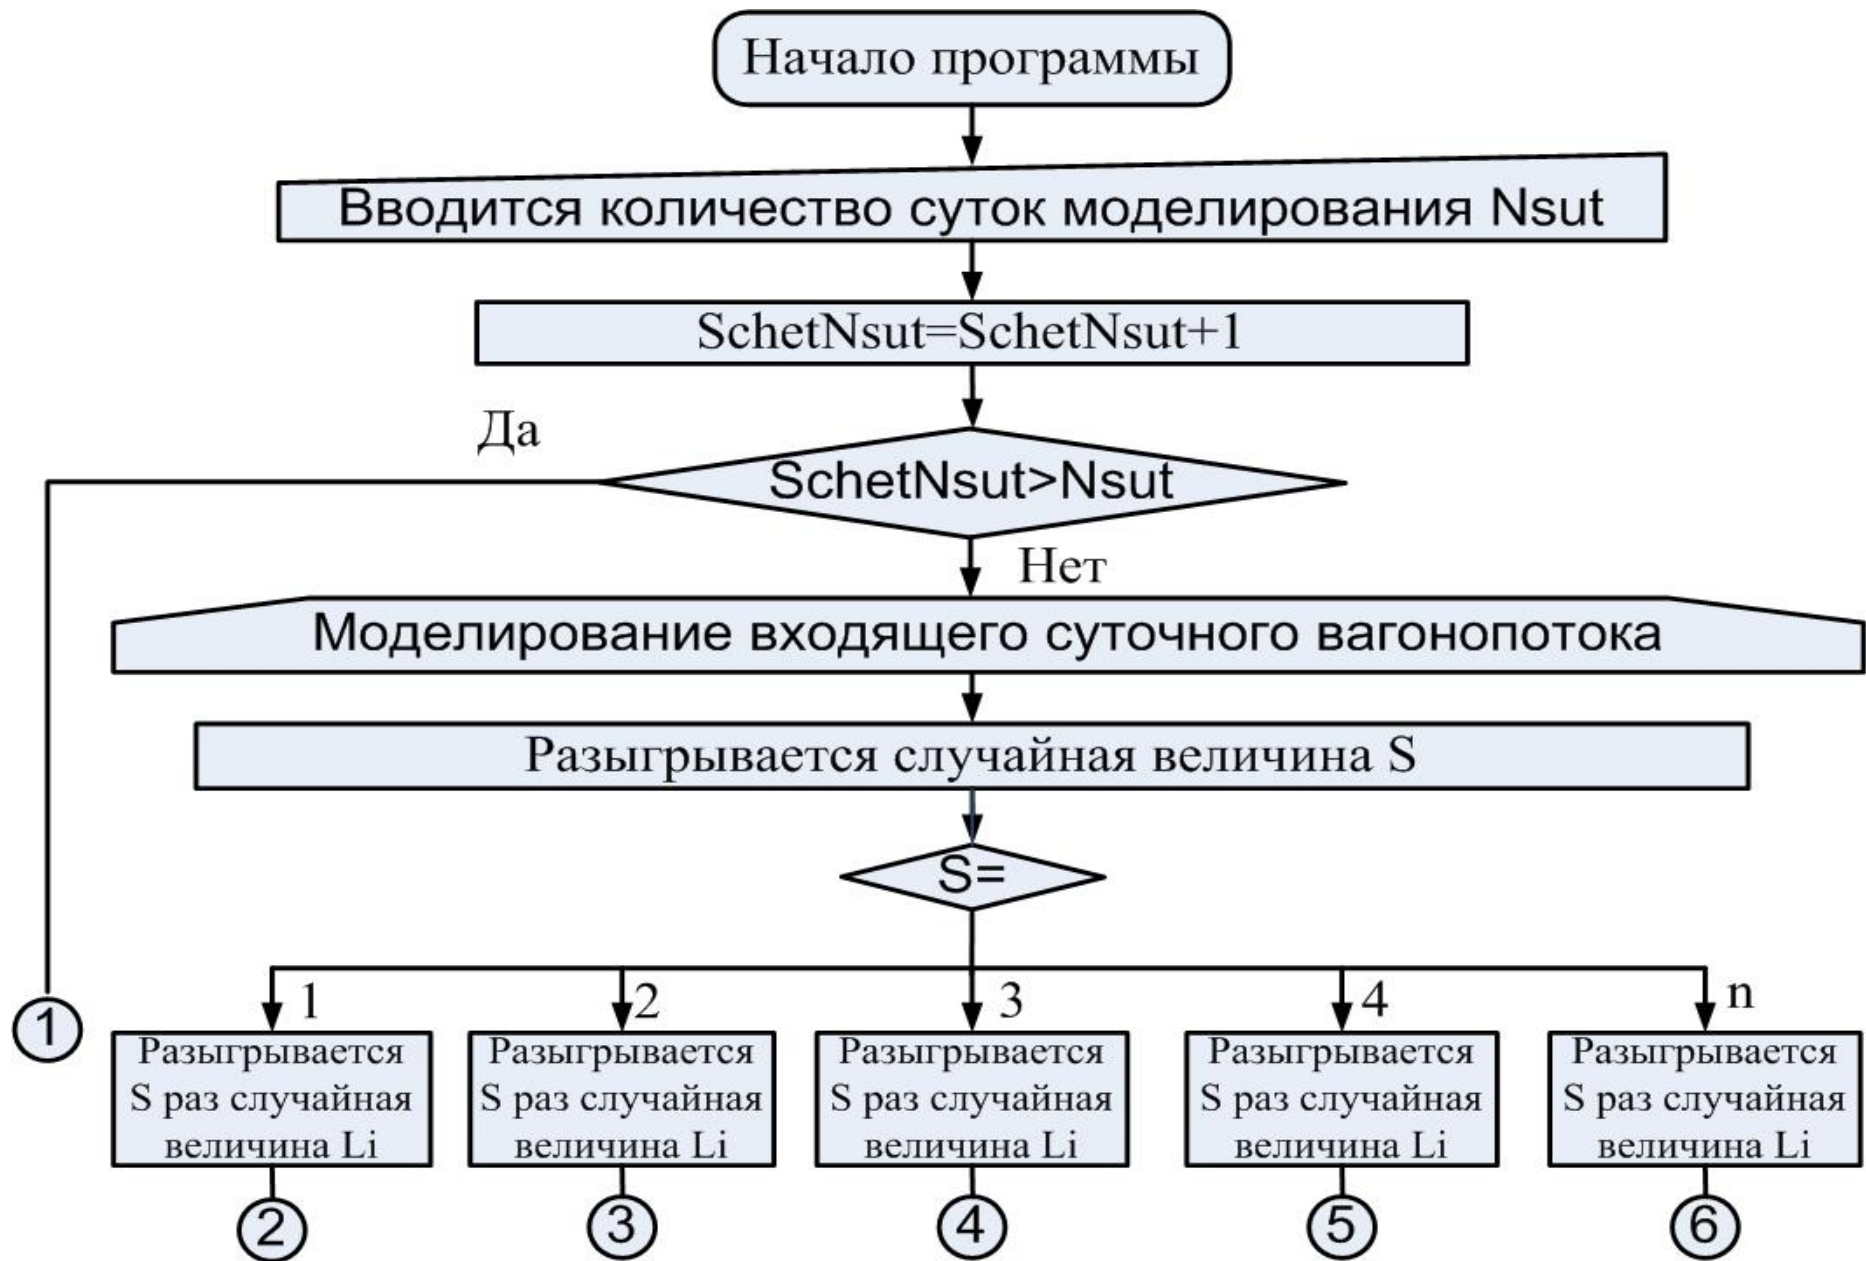 Начало программы
Вводится количество суток моделирования Nsut
SchetNsut=SchetNsut+1
Да
SchetNsut>Nsut
Нет
Моделирование входящего суточного вагонопотока
Разыгрывается случайная величина S
S=
1
2
3
4
n
1
Разыгрывается
S раз случайная
величина Li
Разыгрывается
S раз случайная
величина Li
Разыгрывается
S раз случайная
величина Li
Разыгрывается
S раз случайная
величина Li
Разыгрывается
S раз случайная
величина Li
2
3
4
5
6